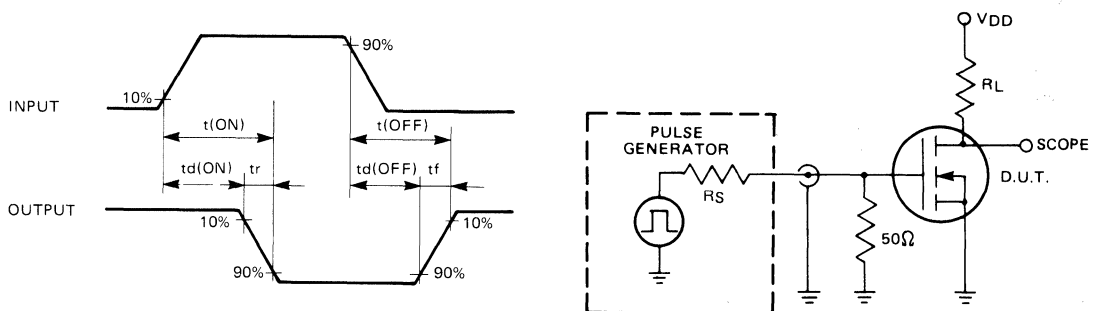 INPUT
10%
90%
t(ON)
t(OFF)
td(ON)
tr
td(OFF)
tf
OUTPUT
10%
90%
90%
10%
PULSE
GENERATOR
RS
50Ω
VDD
RL
SCOPE
D.U.T.